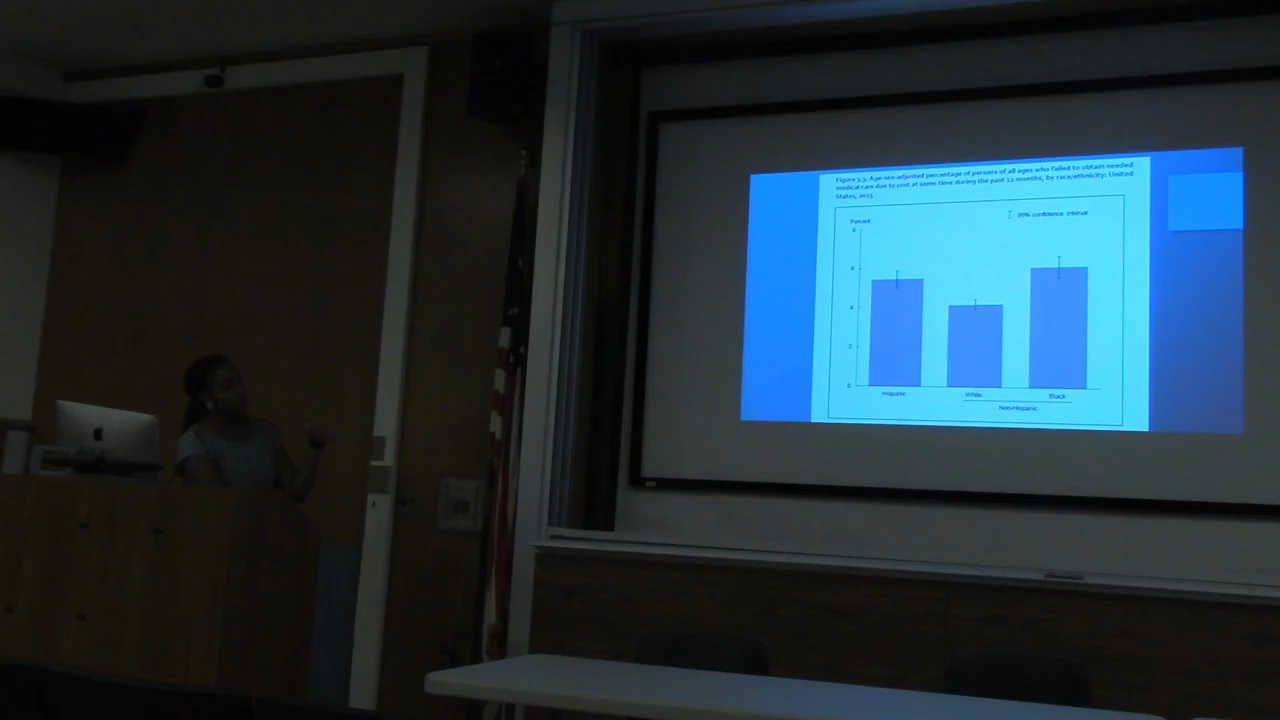 Figure 3.3. Age-sex-adjusted percentage of persons of all ages who failed to obtain needed
medical care due to cost at some time during the past 12 months, by race/ethnicity: United
States, 2015
95% confidence interval
Percent
8
6
4
2
0
Hispanic White Black
Non-Hispanic